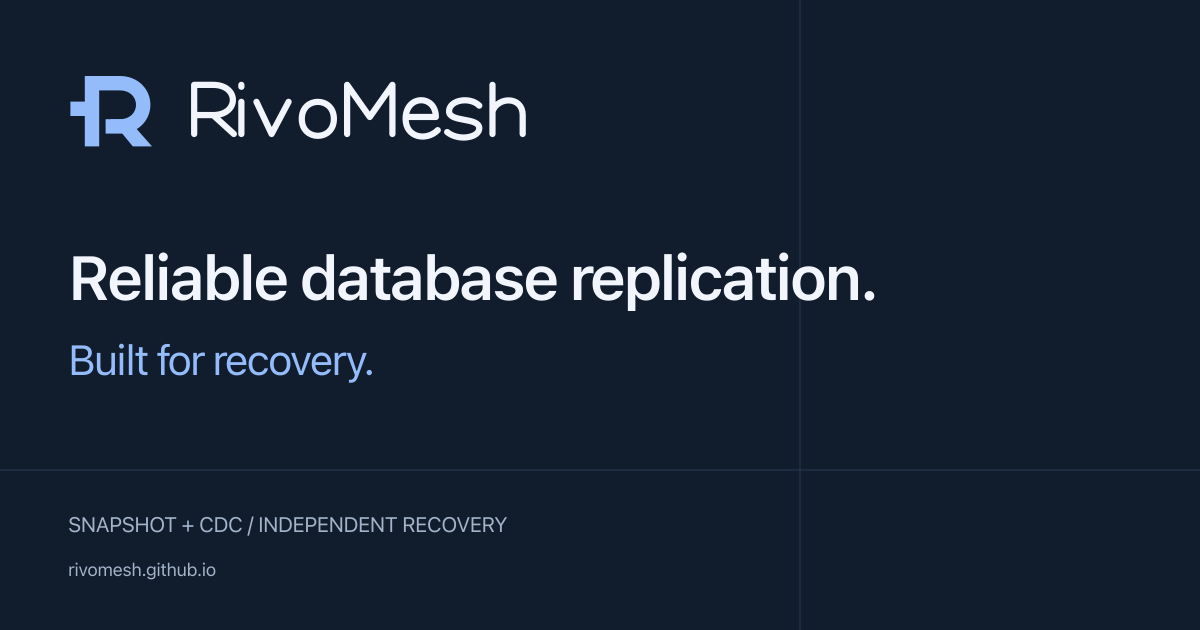 RivoMesh
Reliable database replication.
Built for recovery.
SNAPSHOT + CDC / INDEPENDENT RECOVERY
rivomesh.github.io